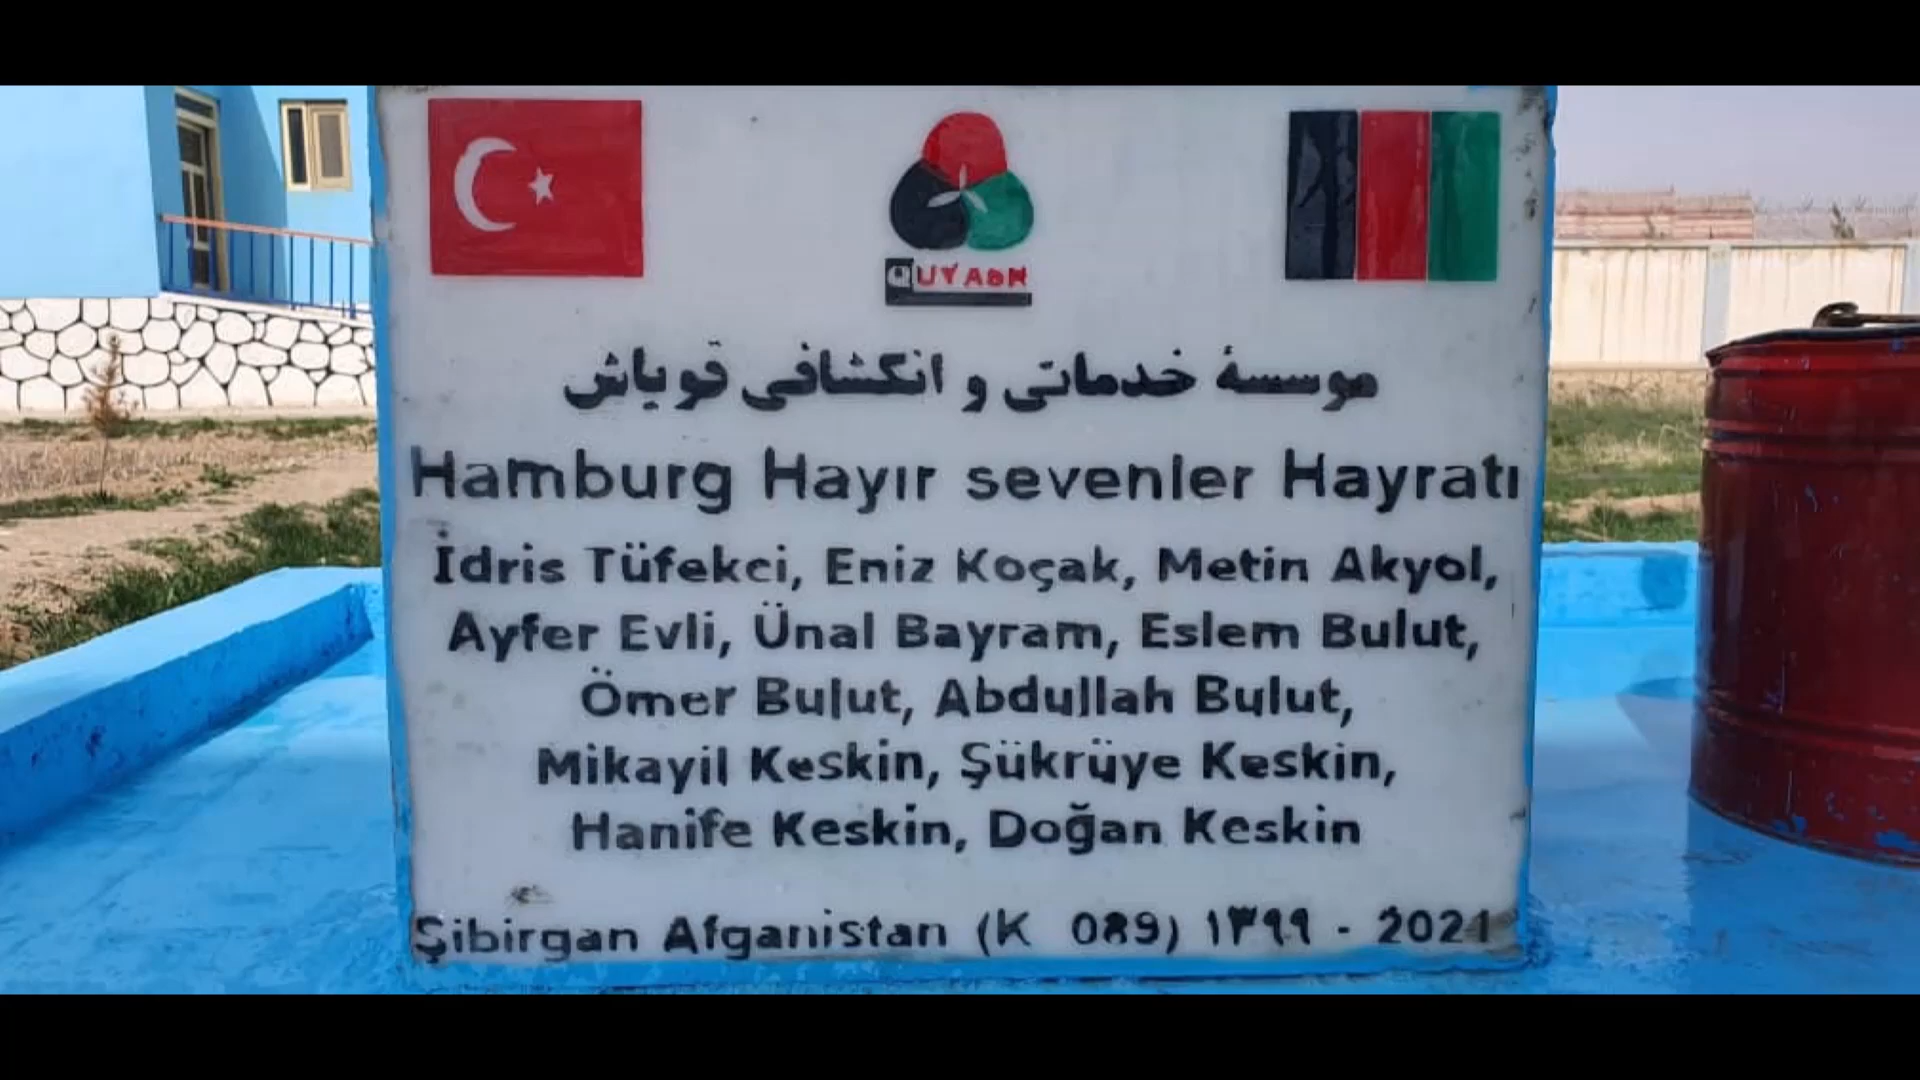 QUYASH
موسسهٔ خدماتی و انکشافی قویاش
Hamburg Hayır sevenler Hayratı
İdris Tüfekci, Eniz Koçak, Metin Akyol,
Ayfer Evli, Ünal Bayram, Eslem Bulut,
Ömer Bulut, Abdullah Bulut,
Mikayil Keskin, Şükrüye Keskin,
Hanife Keskin, Doğan Keskin
Şibirgan Afganistan (K 089) ۱۳۹۹ - 2021